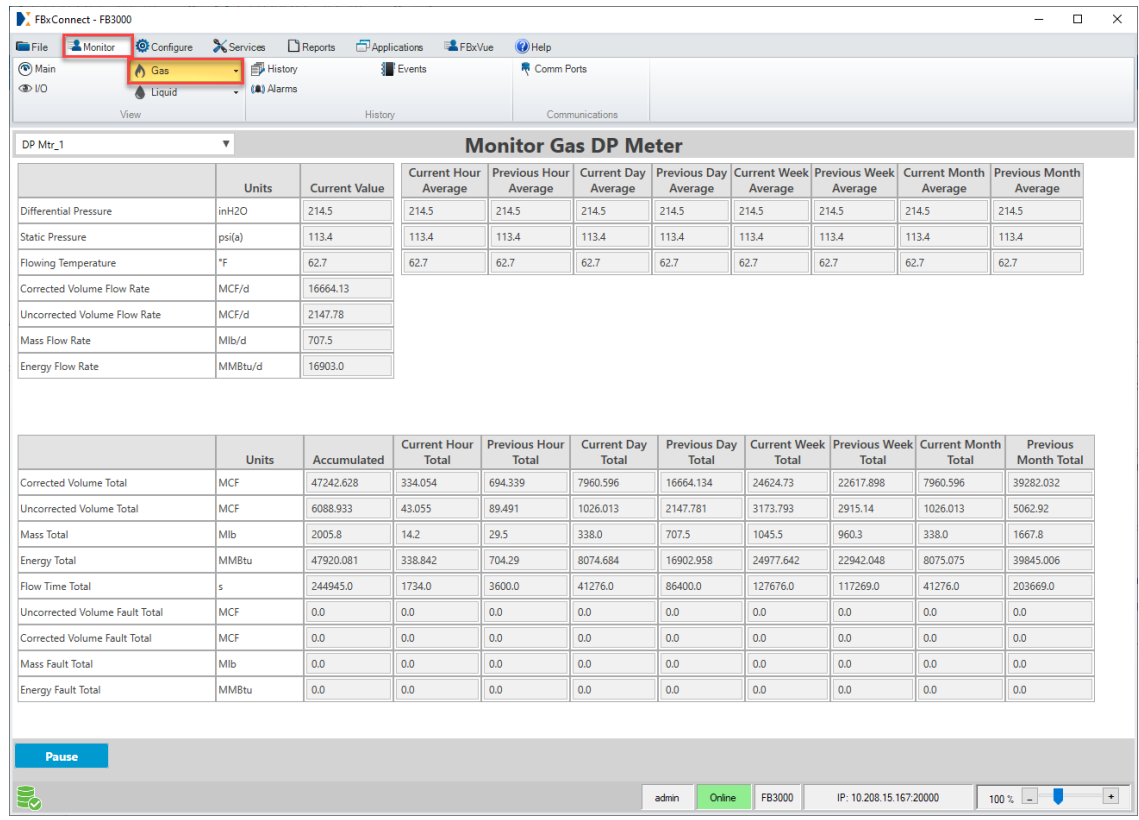 FBxConnect - FB3000
File Monitor Configure Services Reports Applications FBxVue Help
Main Gas History Events Comm Ports
I/O Liquid Alarms
View History Communications
DP Mtr_1 Monitor Gas DP Meter
Units Current Value Current Hour Average Previous Hour Average Current Day Average Previous Day Average Current Week Average Previous Week Average Current Month Average Previous Month Average
Differential Pressure inH2O 214.5 214.5 214.5 214.5 214.5 214.5 214.5 214.5 214.5
Static Pressure psi(a) 113.4 113.4 113.4 113.4 113.4 113.4 113.4 113.4 113.4
Flowing Temperature °F 62.7 62.7 62.7 62.7 62.7 62.7 62.7 62.7 62.7
Corrected Volume Flow Rate MCF/d 16664.13
Uncorrected Volume Flow Rate MCF/d 2147.78
Mass Flow Rate Mlb/d 707.5
Energy Flow Rate MMBtu/d 16903.0
Units Accumulated Current Hour Total Previous Hour Total Current Day Total Previous Day Total Current Week Total Previous Week Total Current Month Total Previous Month Total
Corrected Volume Total MCF 47242.628 334.054 694.339 7960.596 16664.134 24624.73 22617.898 7960.596 39282.032
Uncorrected Volume Total MCF 6088.933 43.055 89.491 1026.013 2147.781 3173.793 2915.14 1026.013 5062.92
Mass Total Mlb 2005.8 14.2 29.5 338.0 707.5 1045.5 960.3 338.0 1667.8
Energy Total MMBtu 47920.081 338.842 704.29 8074.684 16902.958 24977.642 22942.048 8075.075 39845.006
Flow Time Total s 244945.0 1734.0 3600.0 41276.0 86400.0 127676.0 117269.0 41276.0 203669.0
Uncorrected Volume Fault Total MCF 0.0 0.0 0.0 0.0 0.0 0.0 0.0 0.0 0.0
Corrected Volume Fault Total MCF 0.0 0.0 0.0 0.0 0.0 0.0 0.0 0.0 0.0
Mass Fault Total Mlb 0.0 0.0 0.0 0.0 0.0 0.0 0.0 0.0 0.0
Energy Fault Total MMBtu 0.0 0.0 0.0 0.0 0.0 0.0 0.0 0.0 0.0
Pause
admin Online FB3000 IP: 10.208.15.167:20000 100 % - +